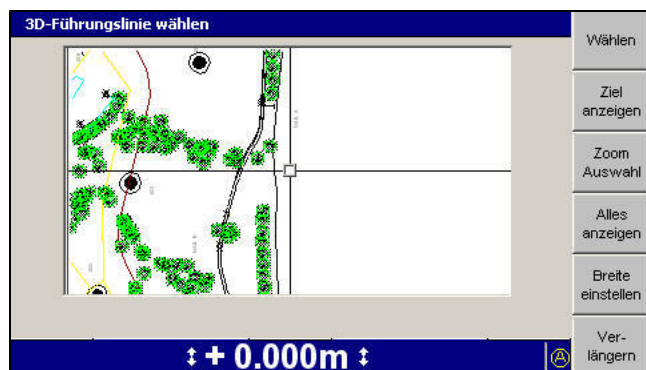 3D-Führungslinie wählen
Wählen
Ziel
anzeigen
Zoom
Auswahl
Alles
anzeigen
Breite
einstellen
Ver-
längern
+ 0.000m
A